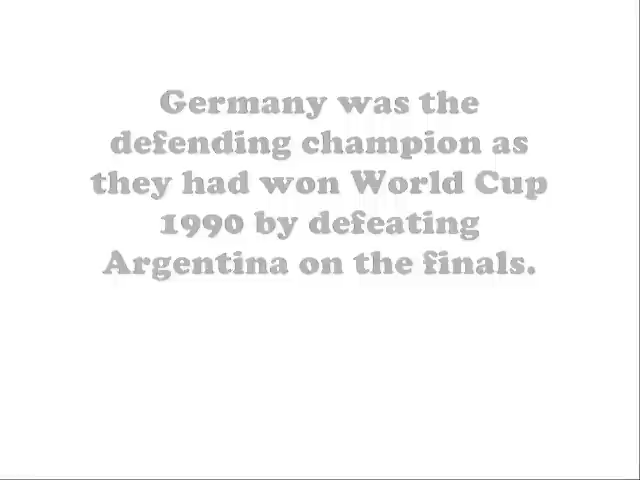 Germany was the
defending champion as
they had won World Cup
1990 by defeating
Argentina on the finals.